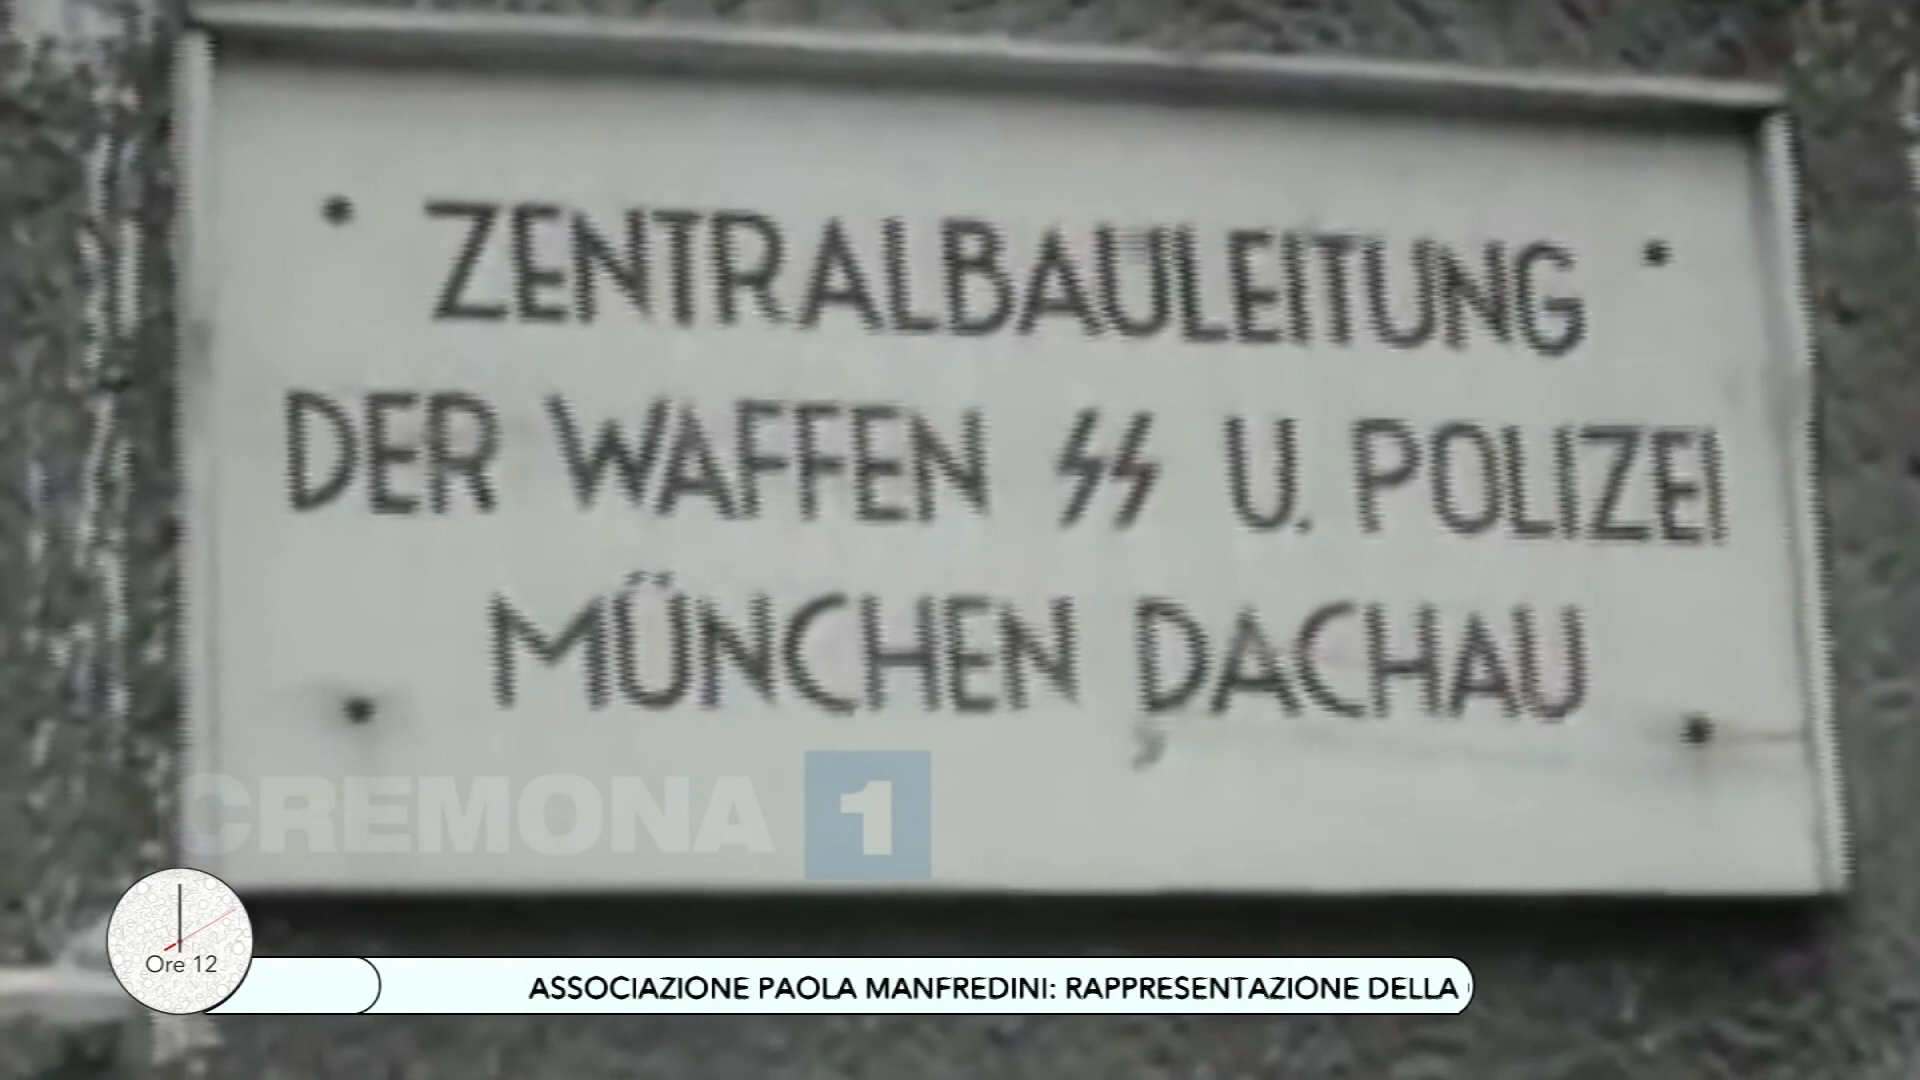 ZENTRALBAULEITUNG
DER WAFFEN SS U. POLIZEI
MÜNCHEN DACHAU
CREMONA 1
Ore 12
ASSOCIAZIONE PAOLA MANFREDINI: RAPPRESENTAZIONE DELLA